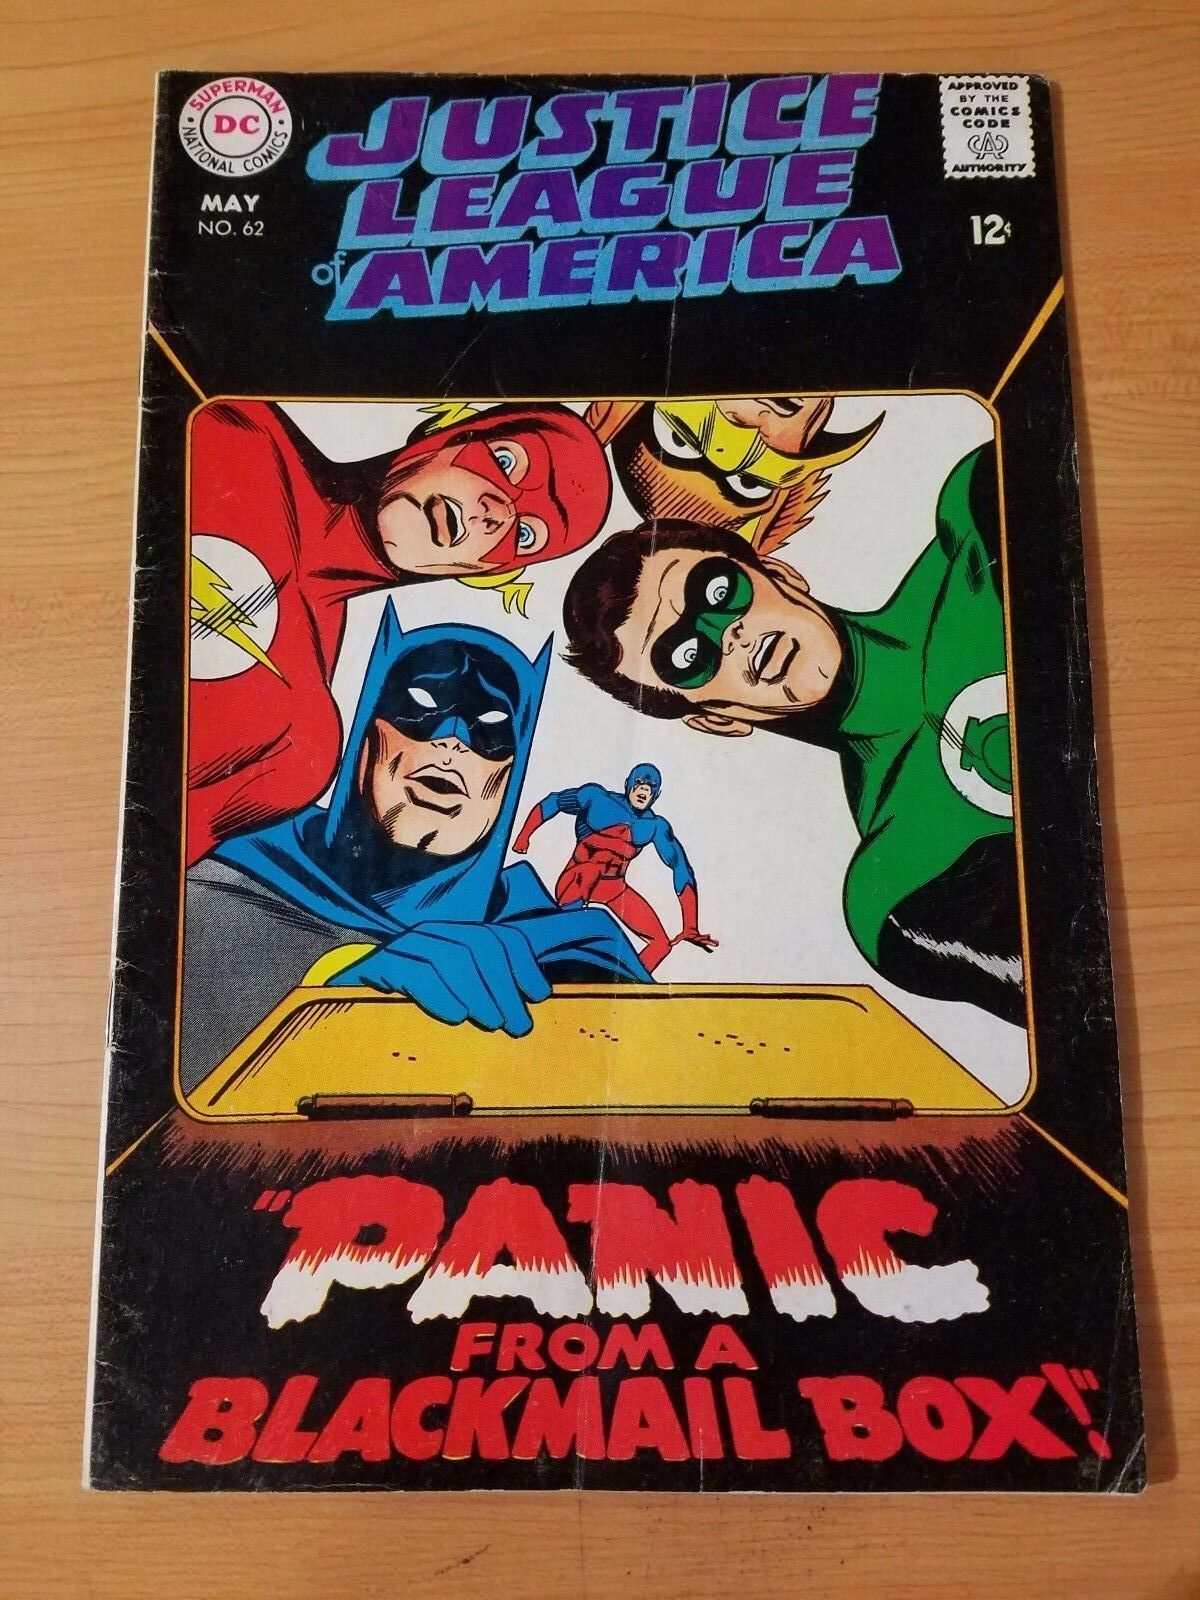 SUPERMAN
DC
NATIONAL COMICS
MAY
NO. 62
JUSTICE
LEAGUE
of AMERICA
APPROVED
BY THE
COMICS
CODE
CA
AUTHORITY
12¢
"PANIC
FROM A
BLACKMAIL BOX!"